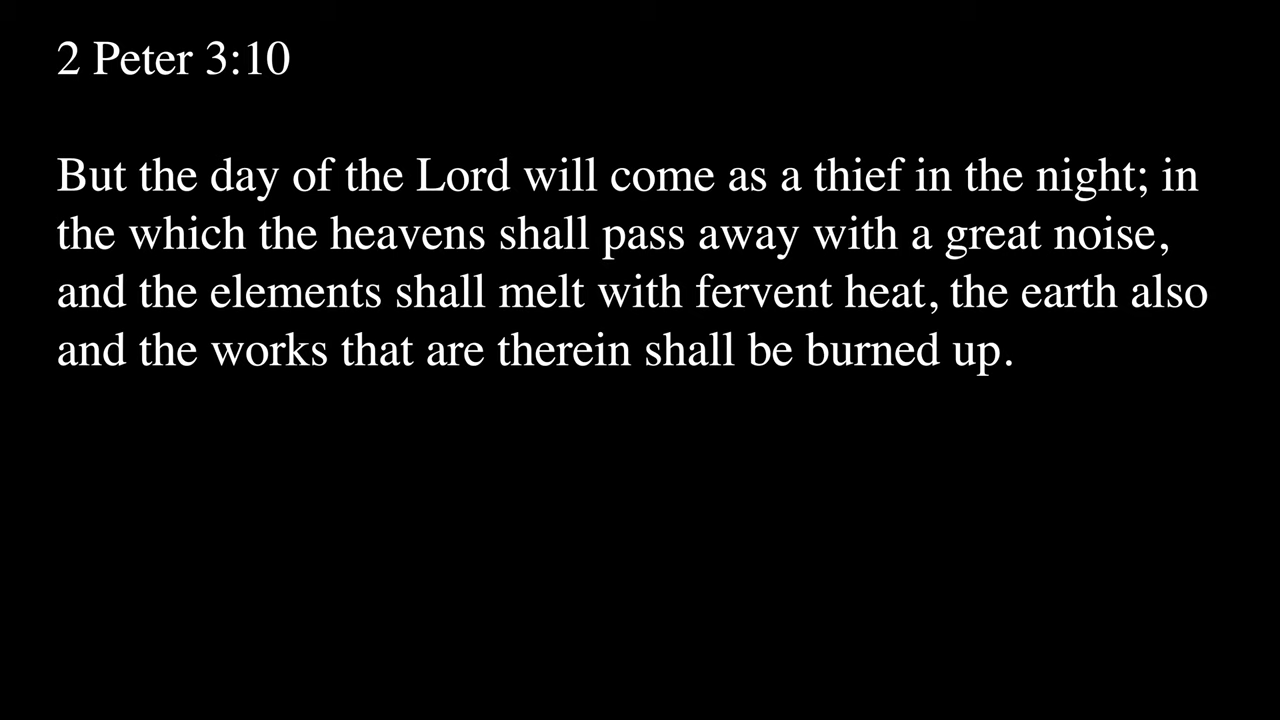 2 Peter 3:10
But the day of the Lord will come as a thief in the night; in
the which the heavens shall pass away with a great noise,
and the elements shall melt with fervent heat, the earth also
and the works that are therein shall be burned up.